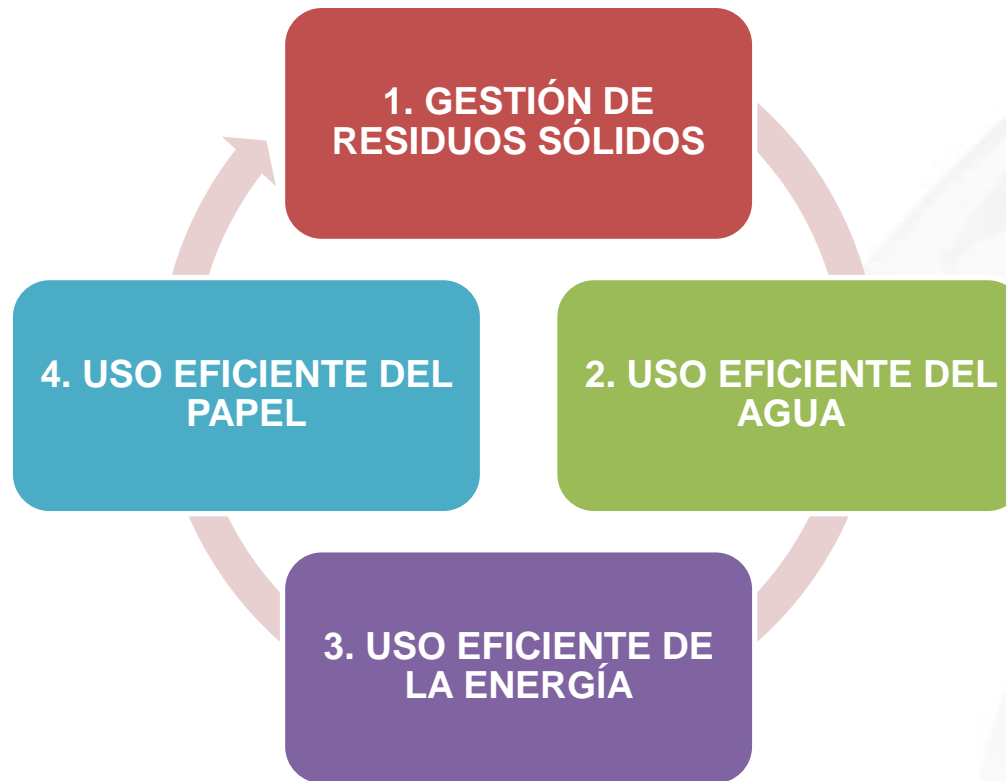 1. GESTIÓN DE
RESIDUOS SÓLIDOS
2. USO EFICIENTE DEL
AGUA
3. USO EFICIENTE DE
LA ENERGÍA
4. USO EFICIENTE DEL
PAPEL